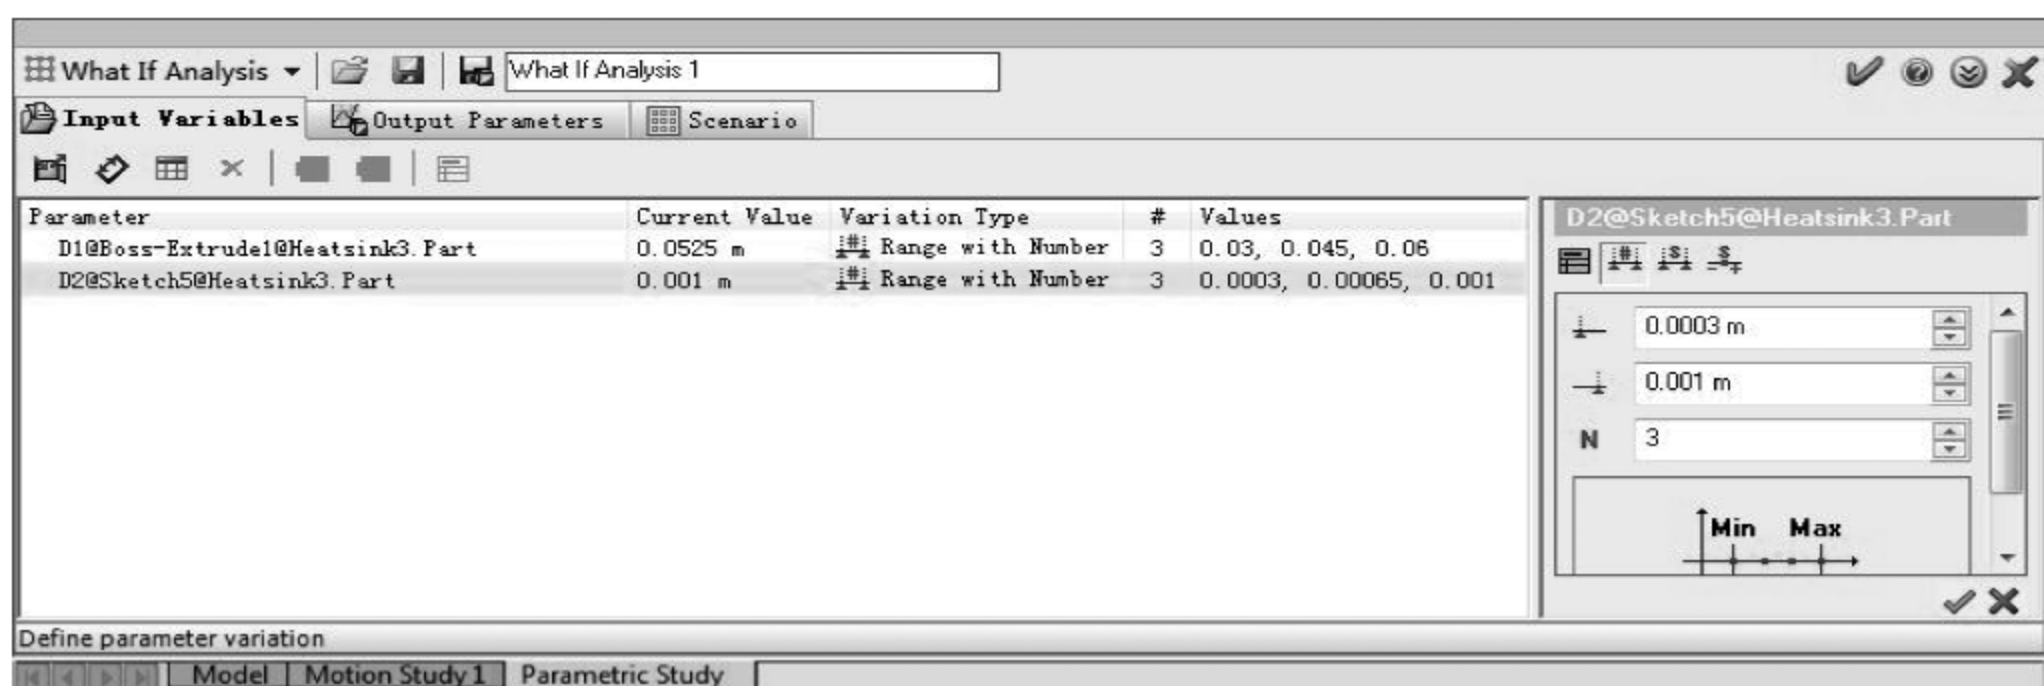 What If Analysis
What If Analysis 1
Input Variables Output Parameters Scenario
Parameter Current Value Variation Type # Values
D1@Boss-Extrude1@Heatsink3.Part 0.0525 m Range with Number 3 0.03, 0.045, 0.06
D2@Sketch5@Heatsink3.Part 0.001 m Range with Number 3 0.0003, 0.00065, 0.001
D2@Sketch5@Heatsink3.Part
0.0003 m
0.001 m
N 3
Min Max
Define parameter variation
Model Motion Study 1 Parametric Study